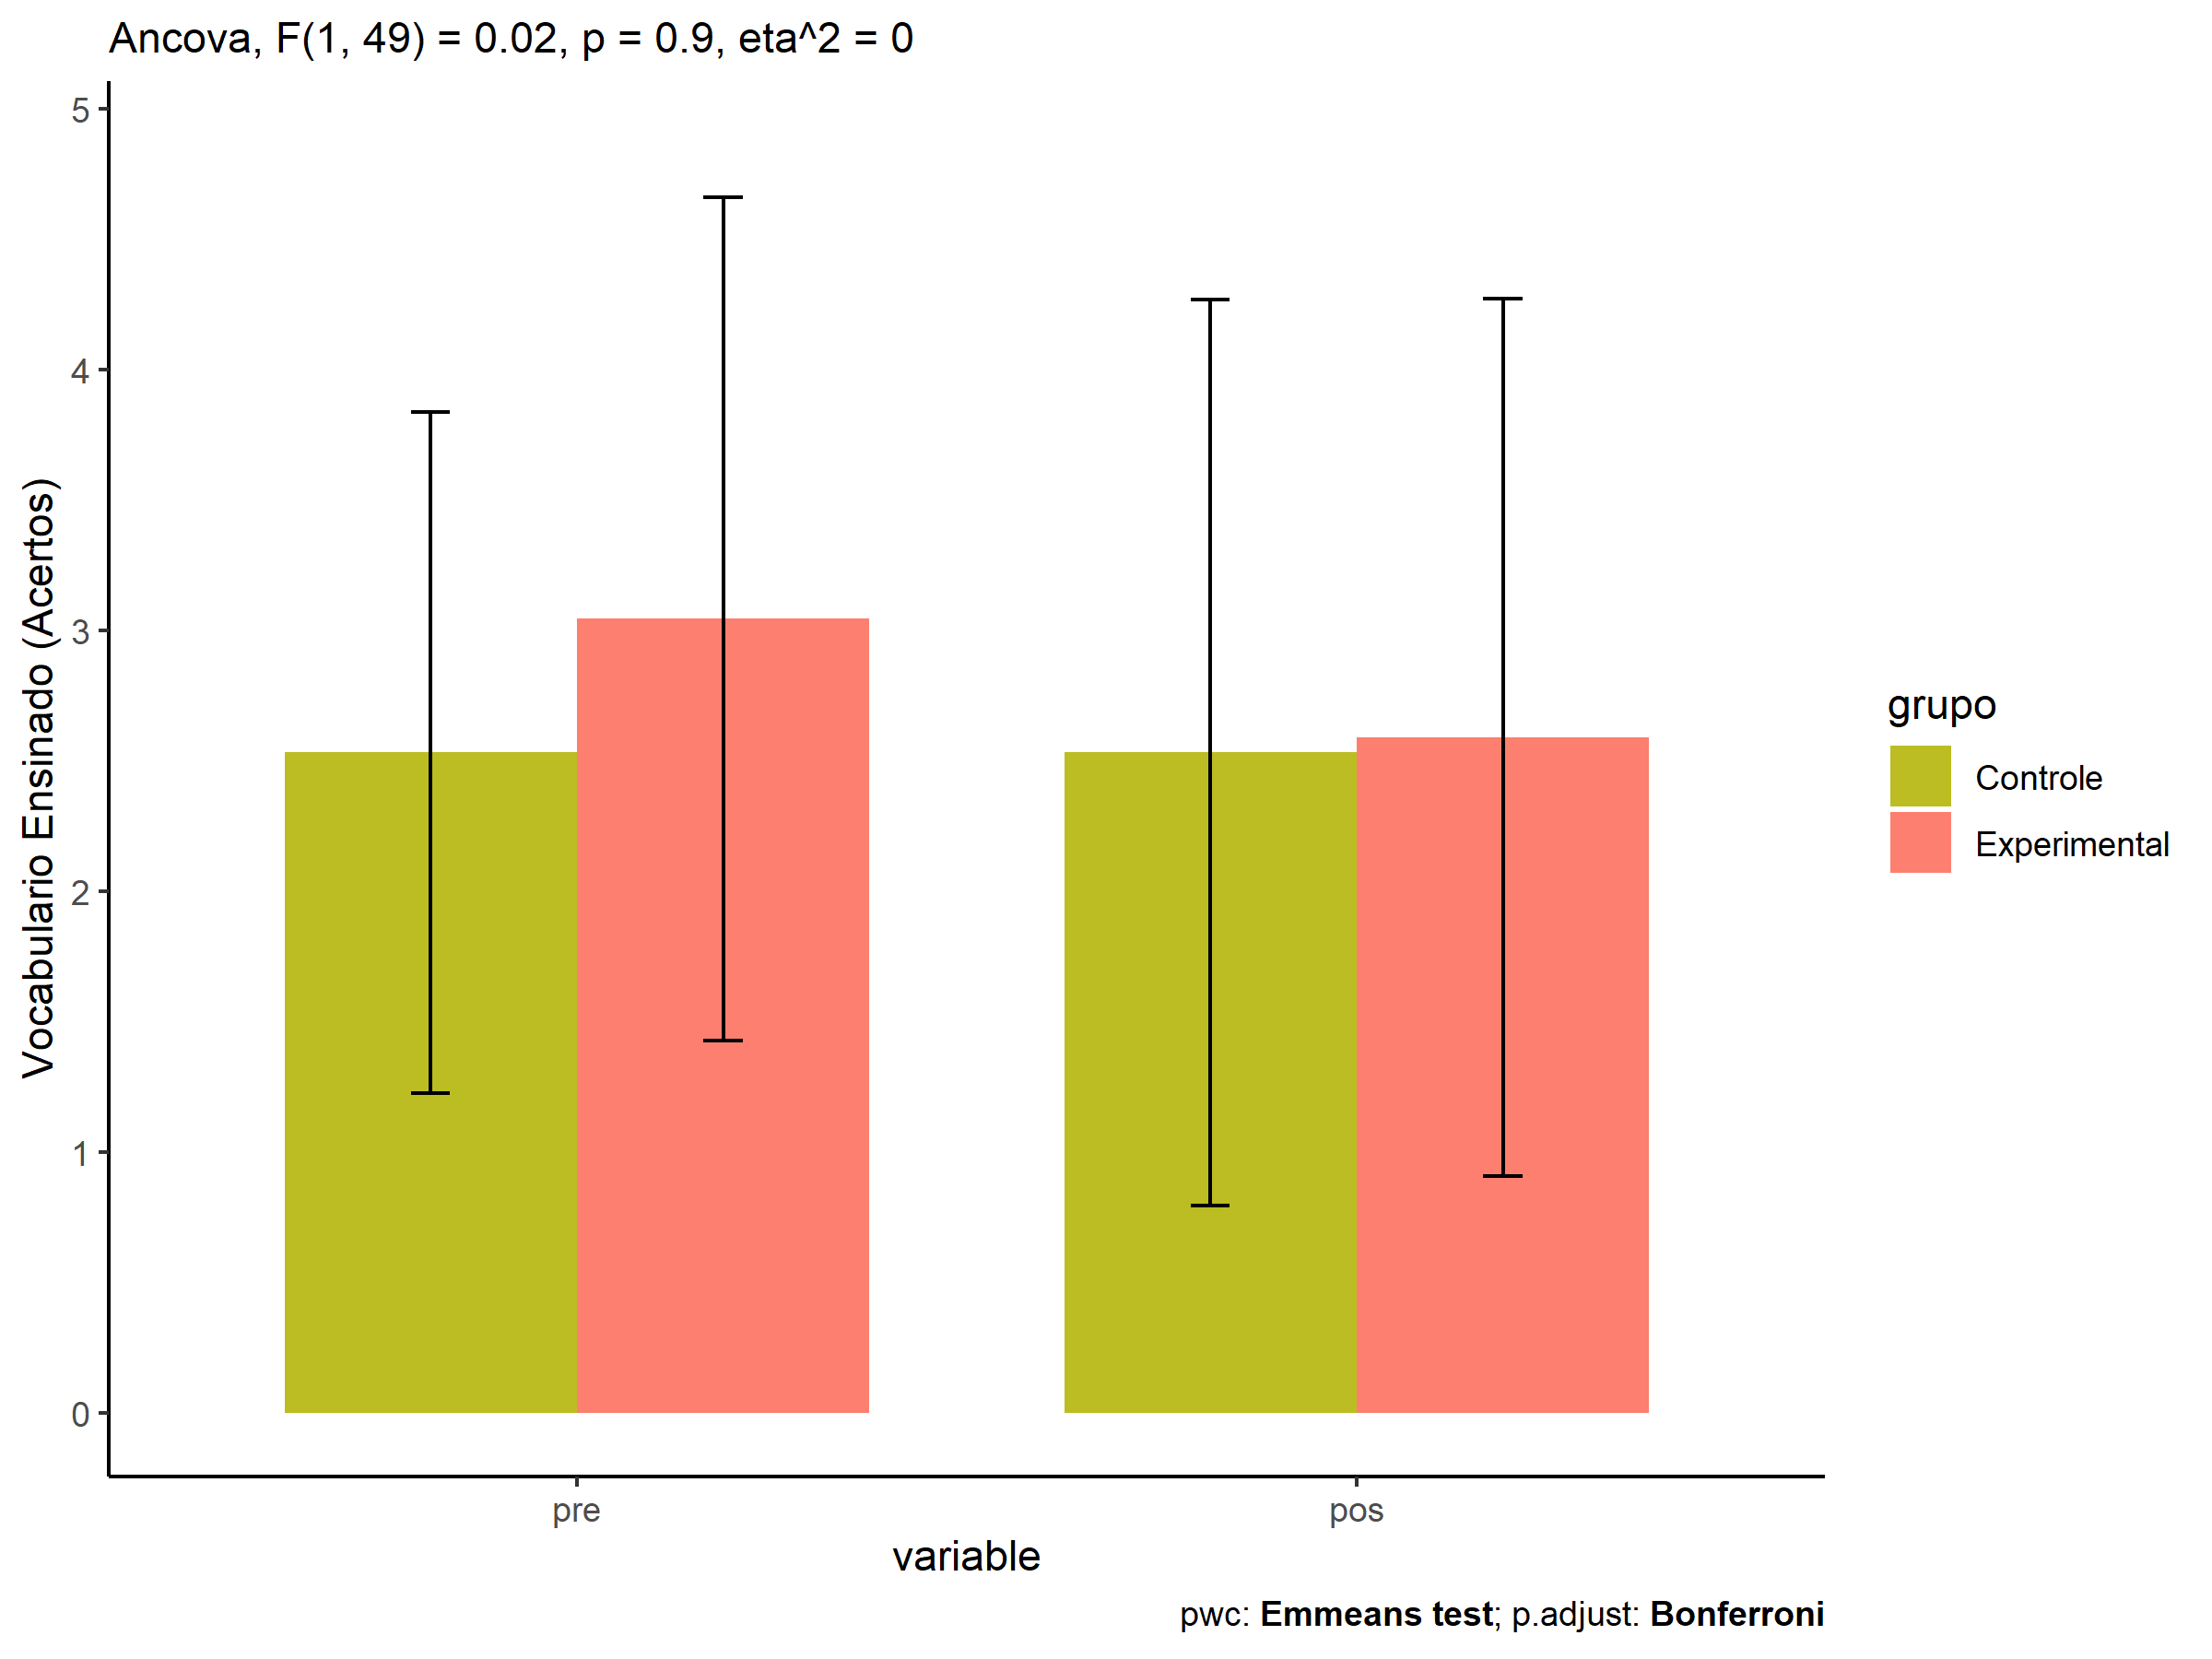 Ancova, F(1, 49) = 0.02, p = 0.9, eta^2 = 0
Vocabulario Ensinado (Acertos)
5
4
3
2
1
0
pre
pos
variable
grupo
Controle
Experimental
pwc: Emmeans test; p.adjust: Bonferroni